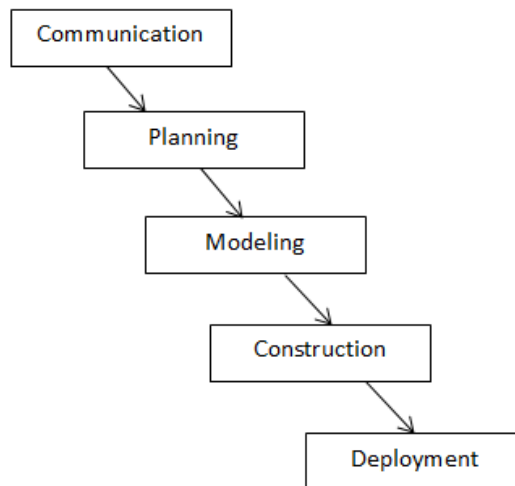 Communication
Planning
Modeling
Construction
Deployment